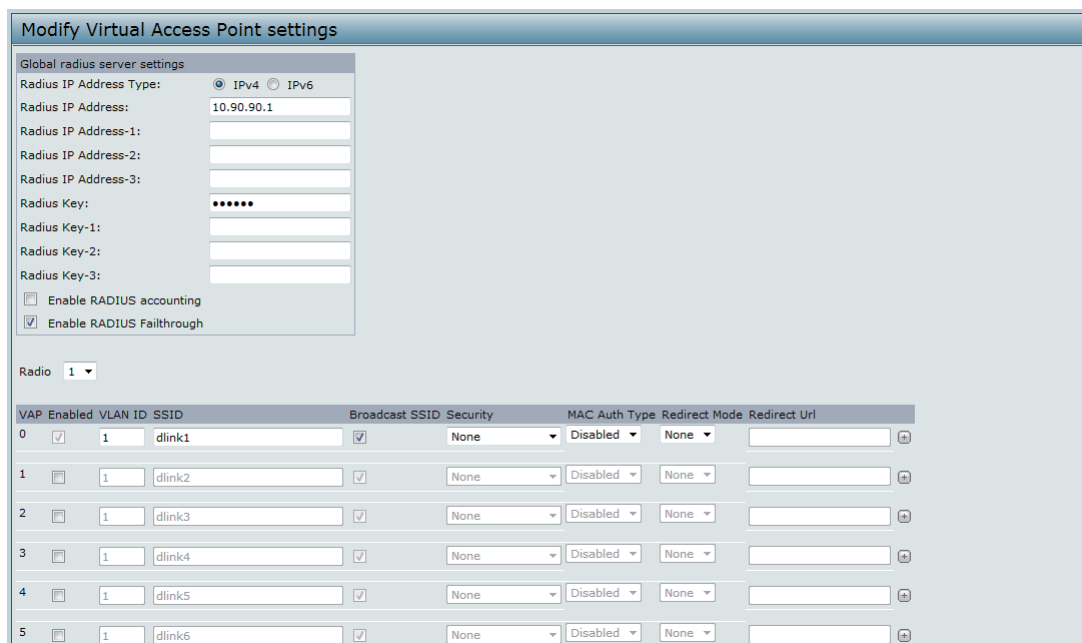 Modify Virtual Access Point settings
Global radius server settings
Radius IP Address Type: IPv4 IPv6
Radius IP Address: 10.90.90.1
Radius IP Address-1:
Radius IP Address-2:
Radius IP Address-3:
Radius Key: ••••••
Radius Key-1:
Radius Key-2:
Radius Key-3:
Enable RADIUS accounting
Enable RADIUS Failthrough
Radio 1
VAP Enabled VLAN ID SSID Broadcast SSID Security MAC Auth Type Redirect Mode Redirect Url
0 1 dlink1 None Disabled None
1 1 dlink2 None Disabled None
2 1 dlink3 None Disabled None
3 1 dlink4 None Disabled None
4 1 dlink5 None Disabled None
5 1 dlink6 None Disabled None